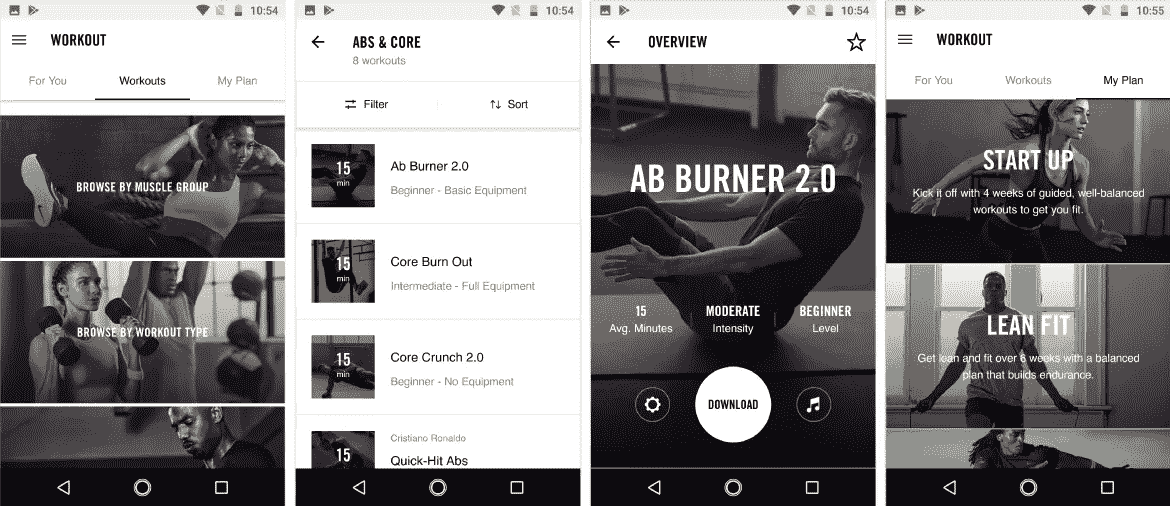 10:54
WORKOUT
For You Workouts My Plan
BROWSE BY MUSCLE GROUP
BROWSE BY WORKOUT TYPE
10:54
ABS & CORE
8 workouts
Filter Sort
15 min
Ab Burner 2.0
Beginner - Basic Equipment
15 min
Core Burn Out
Intermediate - Full Equipment
15 min
Core Crunch 2.0
Beginner - No Equipment
Cristiano Ronaldo
15
Quick-Hit Abs
10:54
OVERVIEW
AB BURNER 2.0
15 MODERATE BEGINNER
Avg. Minutes Intensity Level
DOWNLOAD
10:55
WORKOUT
For You Workouts My Plan
START UP
Kick it off with 4 weeks of guided, well-balanced
workouts to get you fit.
LEAN FIT
Get lean and fit over 6 weeks with a balanced
plan that builds endurance.